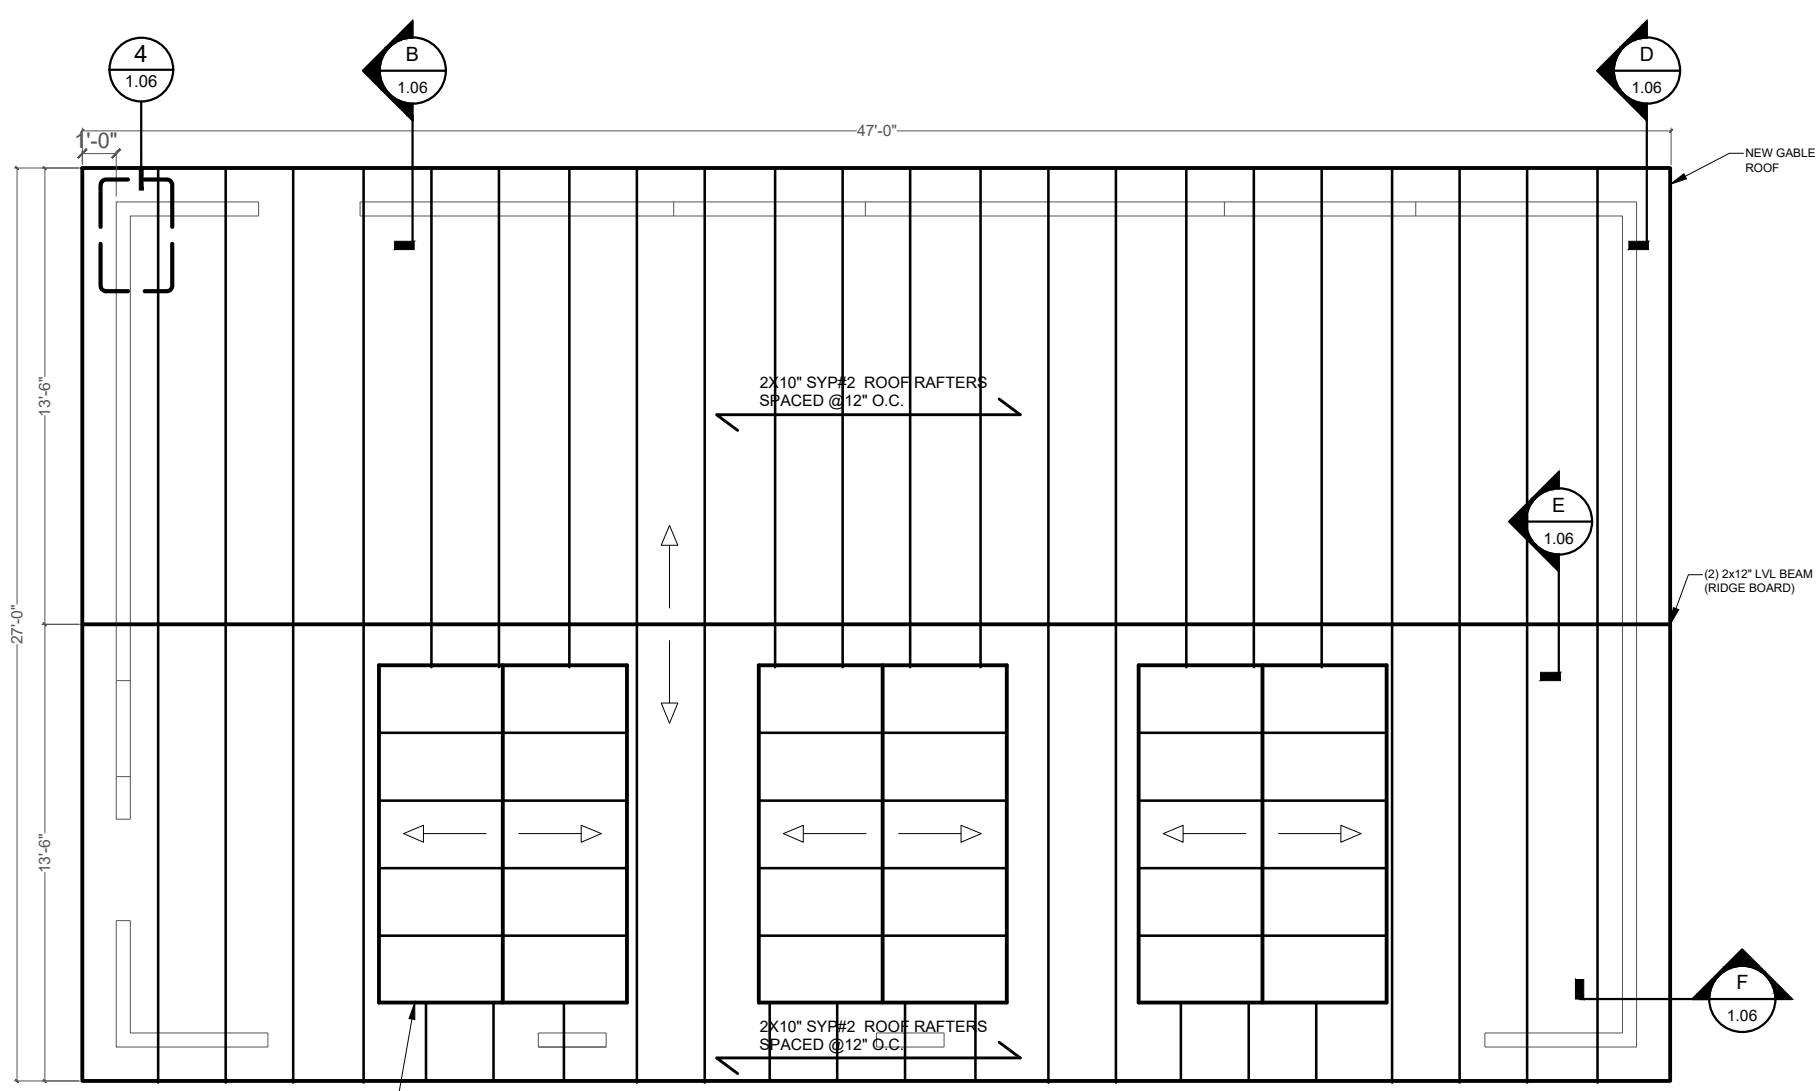 4
1.06
B
1.06
D
1.06
47'-0"
1'-0"
NEW GABLE
ROOF
2X10" SYP#2 ROOF RAFTERS
SPACED @12" O.C.
13'-6"
E
1.06
(2) 2x12" LVL BEAM
(RIDGE BOARD)
27'-0"
13'-6"
F
1.06
2X10" SYP#2 ROOF RAFTERS
SPACED @12" O.C.